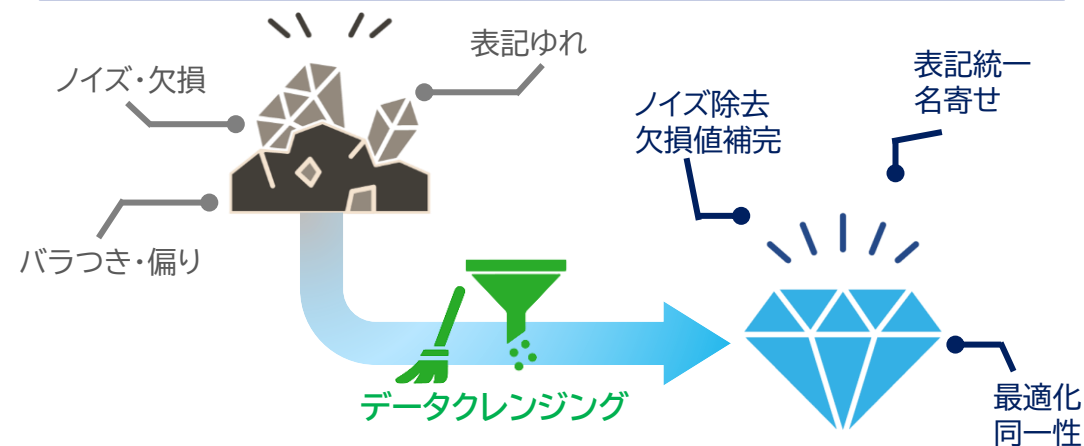 表記ゆれ
ノイズ・欠損
バラつき・偏り
表記統一
名寄せ
ノイズ除去
欠損値補完
データクレンジング
最適化
同一性